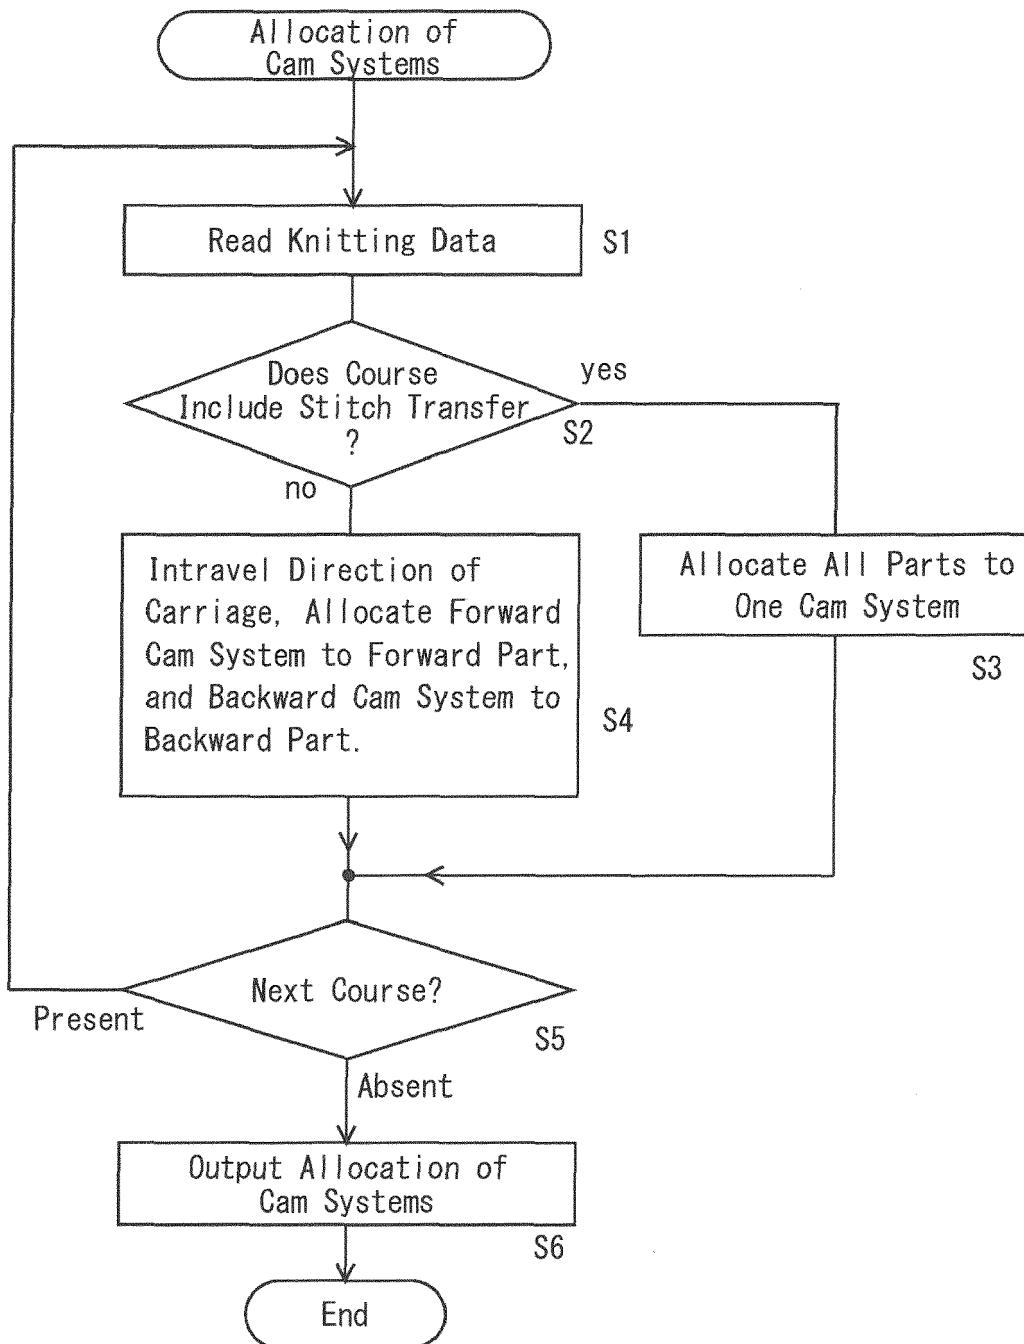 Allocation of
Cam Systems
Read Knitting Data
S1
Does Course
Include Stitch Transfer
?
yes
S2
no
Intravel Direction of
Carriage, Allocate Forward
Cam System to Forward Part,
and Backward Cam System to
Backward Part.
S4
Allocate All Parts to
One Cam System
S3
Next Course?
Present
S5
Absent
Output Allocation of
Cam Systems
S6
End